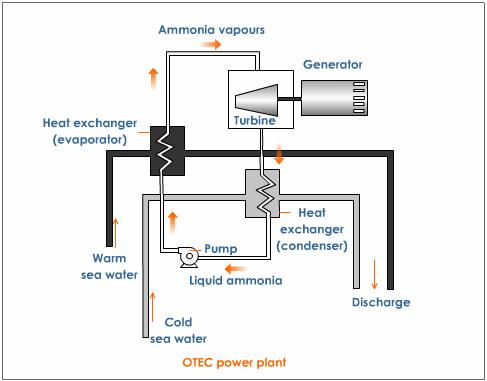 Ammonia vapours
Generator
Turbine
Heat exchanger
(evaporator)
Heat
exchanger
(condenser)
Pump
Warm
sea water
Liquid ammonia
Discharge
Cold
sea water
OTEC power plant